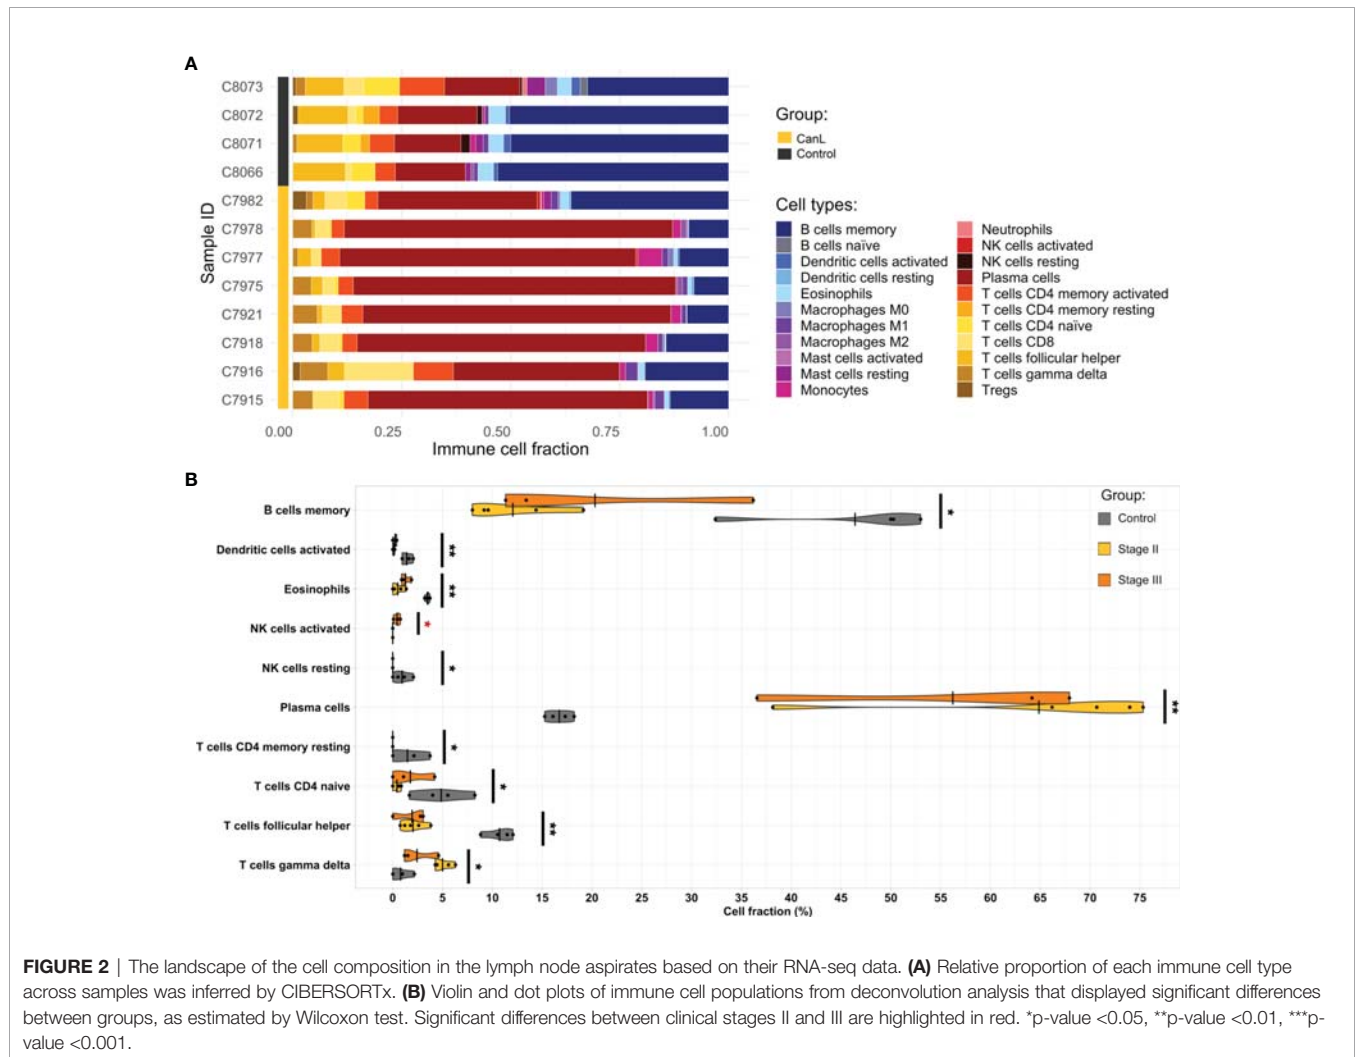 A
C8073
C8072
C8071
C8066
C7982
C7978
C7977
C7975
C7921
C7918
C7916
C7915
Sample ID
0.00 0.25 0.50 0.75 1.00
Immune cell fraction
Group:
CanL
Control
Cell types:
B cells memory
B cells naïve
Dendritic cells activated
Dendritic cells resting
Eosinophils
Macrophages M0
Macrophages M1
Macrophages M2
Mast cells activated
Mast cells resting
Monocytes
Neutrophils
NK cells activated
NK cells resting
Plasma cells
T cells CD4 memory activated
T cells CD4 memory resting
T cells CD4 naïve
T cells CD8
T cells follicular helper
T cells gamma delta
Tregs
B
B cells memory *
Dendritic cells activated **
Eosinophils **
NK cells activated *
NK cells resting *
Plasma cells **
T cells CD4 memory resting *
T cells CD4 naive *
T cells follicular helper **
T cells gamma delta *
0 5 10 15 20 25 30 35 40 45 50 55 60 65 70 75
Cell fraction (%)
Group:
Control
Stage II
Stage III
FIGURE 2 | The landscape of the cell composition in the lymph node aspirates based on their RNA-seq data. (A) Relative proportion of each immune cell type
across samples was inferred by CIBERSORTx. (B) Violin and dot plots of immune cell populations from deconvolution analysis that displayed significant differences
between groups, as estimated by Wilcoxon test. Significant differences between clinical stages II and III are highlighted in red. *p-value <0.05, **p-value <0.01, ***p-
value <0.001.